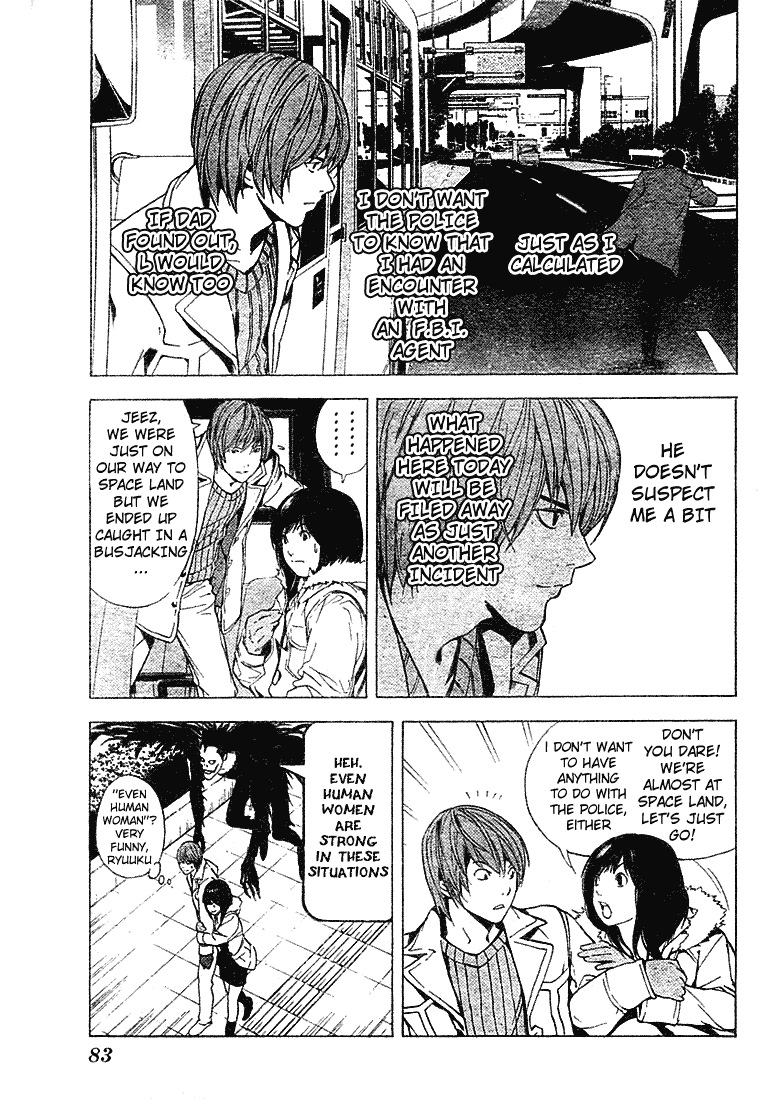 JUST AS I
CALCULATED
I DON'T WANT
THE POLICE
TO KNOW THAT
I HAD AN
ENCOUNTER
WITH
AN F.B.I.
AGENT
IF DAD
FOUND OUT,
L WOULD
KNOW TOO
HE
DOESN'T
SUSPECT
ME A BIT
WHAT
HAPPENED
HERE TODAY
WILL BE
FILED AWAY
AS JUST
ANOTHER
INCIDENT
......
JEEZ,
WE WERE
JUST ON
OUR WAY TO
SPACE LAND
BUT WE
ENDED UP
CAUGHT IN A
BUSJACKING
...
DON'T
YOU DARE!
WE'RE
ALMOST AT
SPACE LAND,
LET'S JUST
GO!
I DON'T WANT
TO HAVE
ANYTHING
TO DO WITH
THE POLICE,
EITHER
HEH.
EVEN
HUMAN
WOMEN
ARE
STRONG
IN THESE
SITUATIONS
"EVEN
HUMAN
WOMAN"?
VERY
FUNNY,
RYUUKU
83